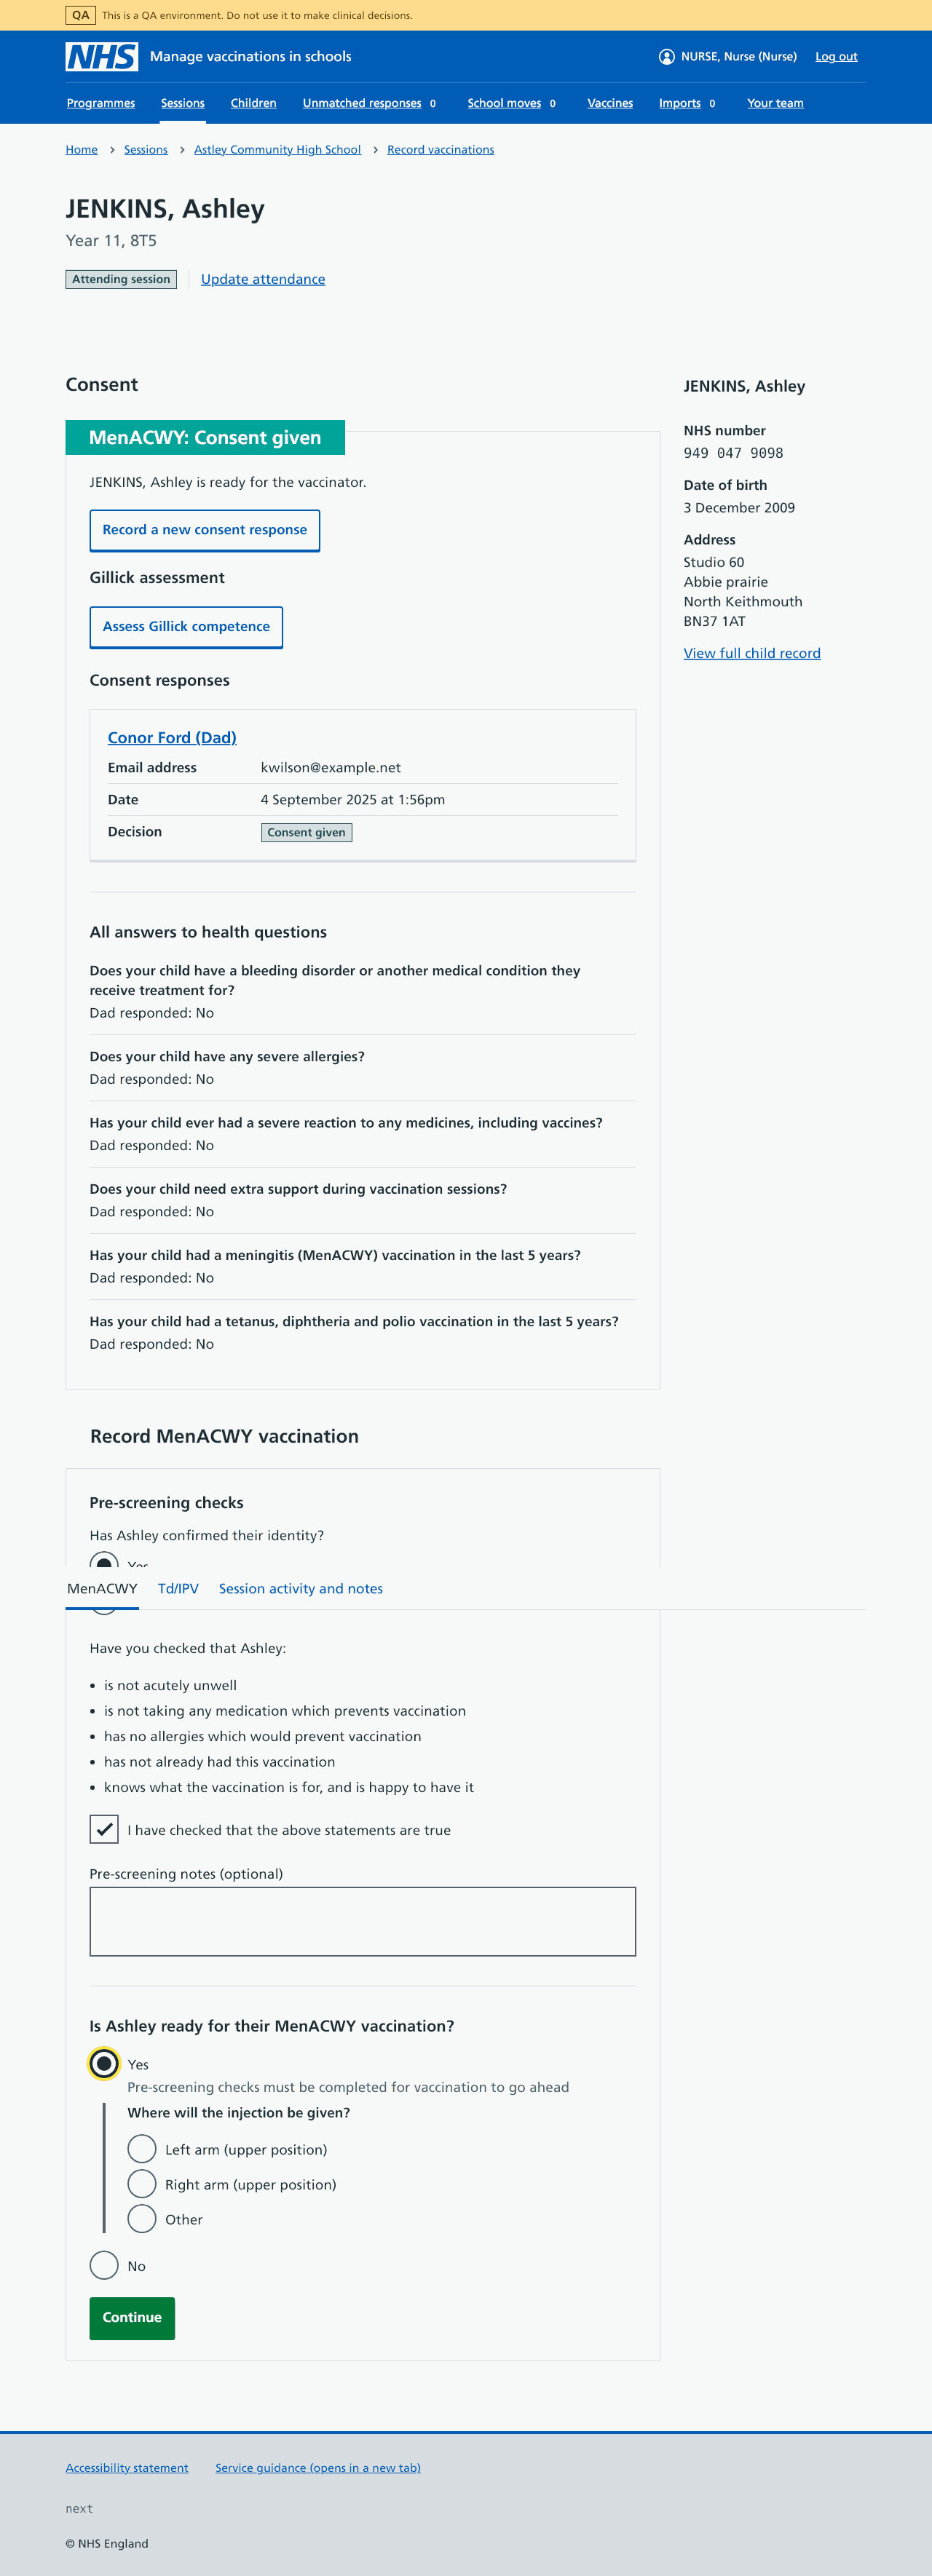 QA This is a QA environment. Do not use it to make clinical decisions.
NHS Manage vaccinations in schools NURSE, Nurse (Nurse) Log out
Programmes Sessions Children Unmatched responses 0 School moves 0 Vaccines Imports 0 Your team
Home Sessions Astley Community High School Record vaccinations
JENKINS, Ashley
Year 11, 8T5
Attending session Update attendance
Consent
MenACWY: Consent given
JENKINS, Ashley is ready for the vaccinator.
Record a new consent response
Gillick assessment
Assess Gillick competence
Consent responses
Conor Ford (Dad)
Email address kwilson@example.net
Date 4 September 2025 at 1:56pm
Decision Consent given
All answers to health questions
Does your child have a bleeding disorder or another medical condition they
receive treatment for?
Dad responded: No
Does your child have any severe allergies?
Dad responded: No
Has your child ever had a severe reaction to any medicines, including vaccines?
Dad responded: No
Does your child need extra support during vaccination sessions?
Dad responded: No
Has your child had a meningitis (MenACWY) vaccination in the last 5 years?
Dad responded: No
Has your child had a tetanus, diphtheria and polio vaccination in the last 5 years?
Dad responded: No
JENKINS, Ashley
NHS number
949 047 9098
Date of birth
3 December 2009
Address
Studio 60
Abbie prairie
North Keithmouth
BN37 1AT
View full child record
Record MenACWY vaccination
Pre-screening checks
Has Ashley confirmed their identity?
Yes
MenACWY Td/IPV Session activity and notes
Have you checked that Ashley:
• is not acutely unwell
• is not taking any medication which prevents vaccination
• has no allergies which would prevent vaccination
• has not already had this vaccination
• knows what the vaccination is for, and is happy to have it
I have checked that the above statements are true
Pre-screening notes (optional)
Is Ashley ready for their MenACWY vaccination?
Yes
Pre-screening checks must be completed for vaccination to go ahead
Where will the injection be given?
Left arm (upper position)
Right arm (upper position)
Other
No
Continue
Accessibility statement Service guidance (opens in a new tab)
next
© NHS England